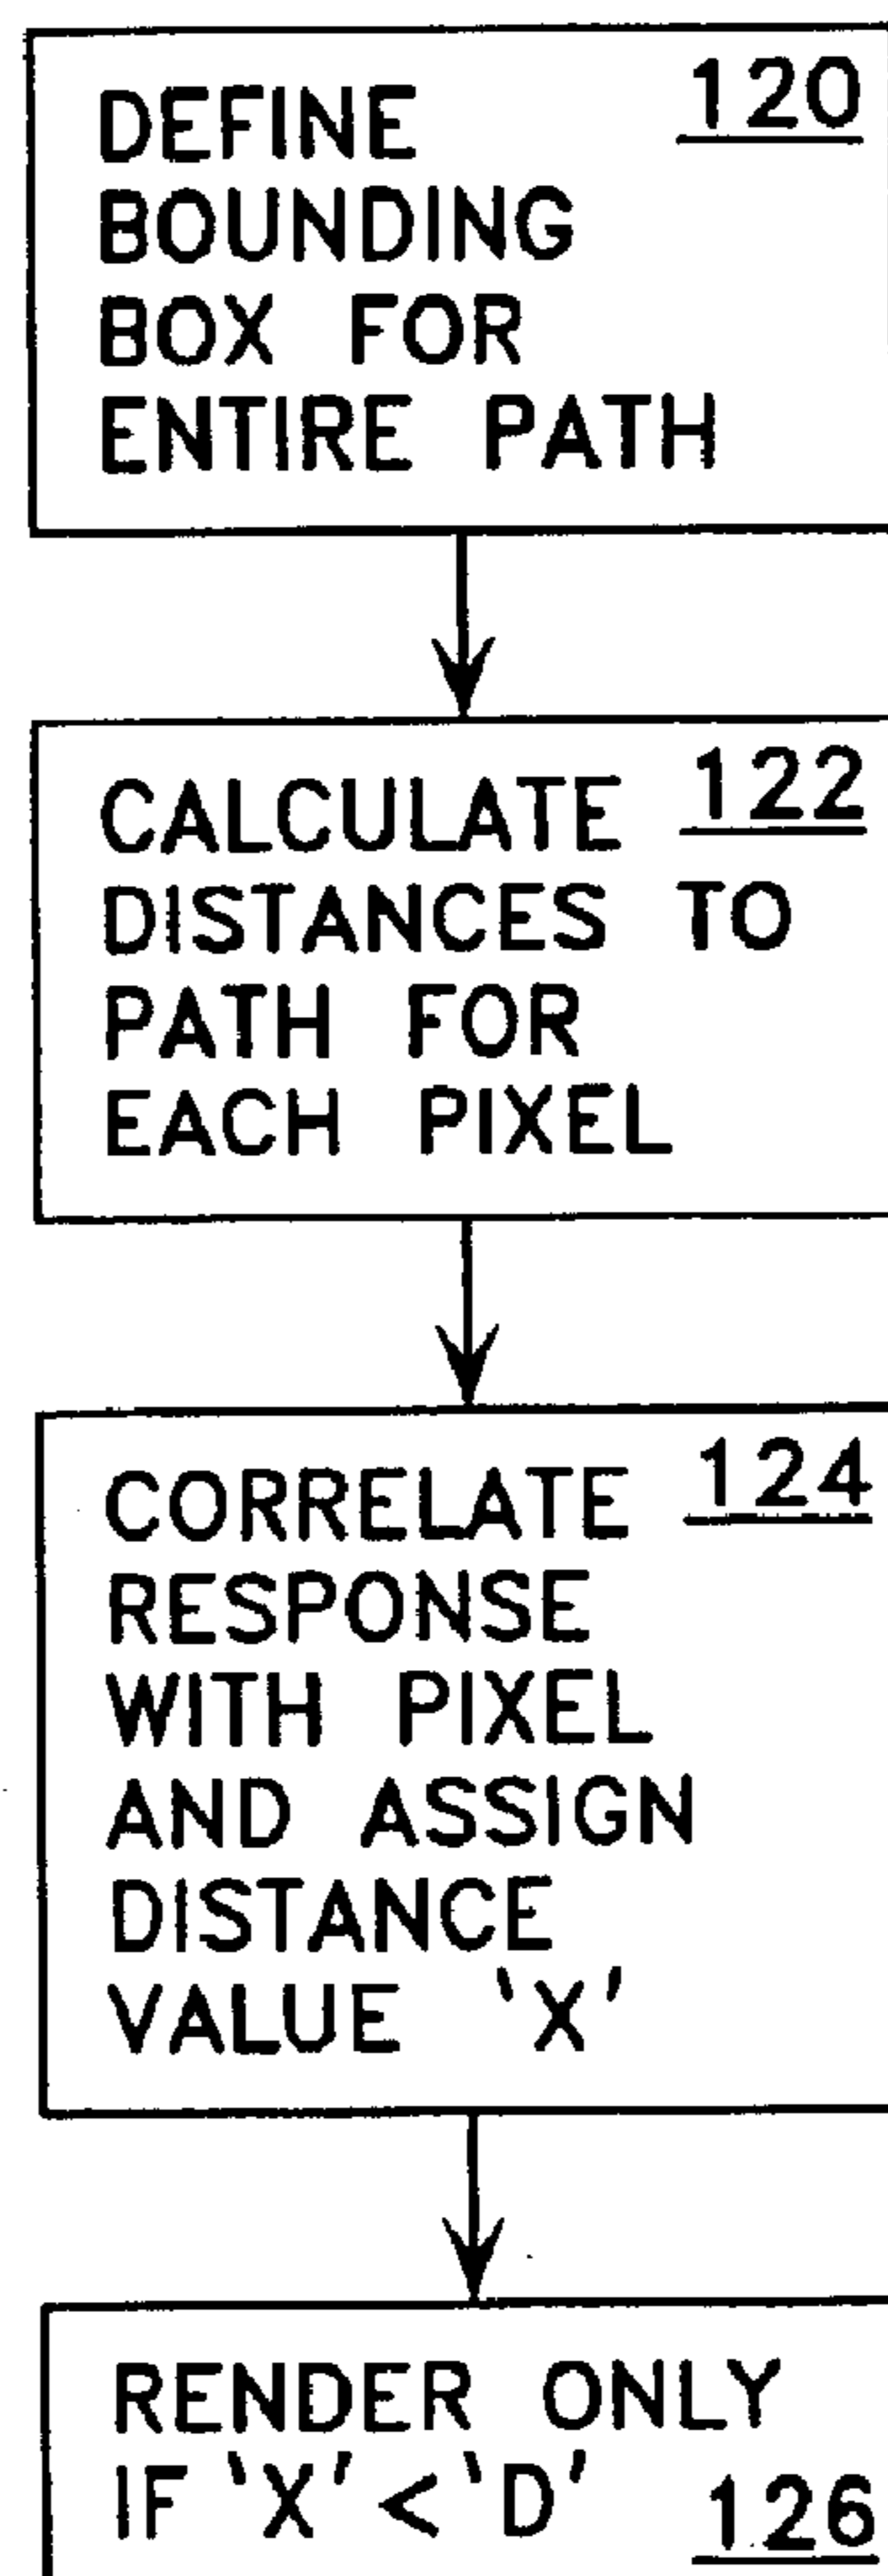 DEFINE 120
BOUNDING
BOX FOR
ENTIRE PATH
CALCULATE 122
DISTANCES TO
PATH FOR
EACH PIXEL
CORRELATE 124
RESPONSE
WITH PIXEL
AND ASSIGN
DISTANCE
VALUE 'X'
RENDER ONLY
IF 'X' < 'D' 126